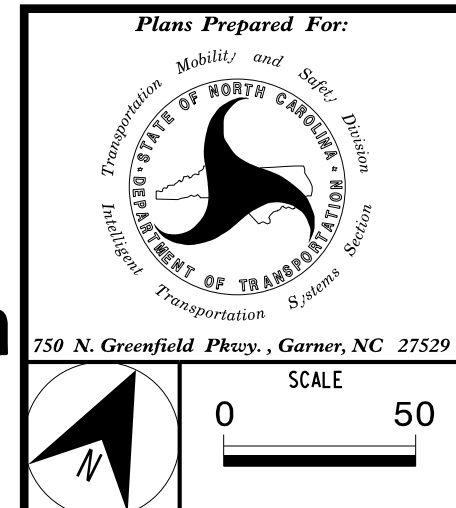 Plans Prepared For:
Transportation Mobility and Safety Division
STATE OF NORTH CAROLINA
DEPARTMENT OF TRANSPORTATION
Intelligent Transportation Systems Section
750 N. Greenfield Pkwy. , Garner, NC 27529
SCALE
0 50
N